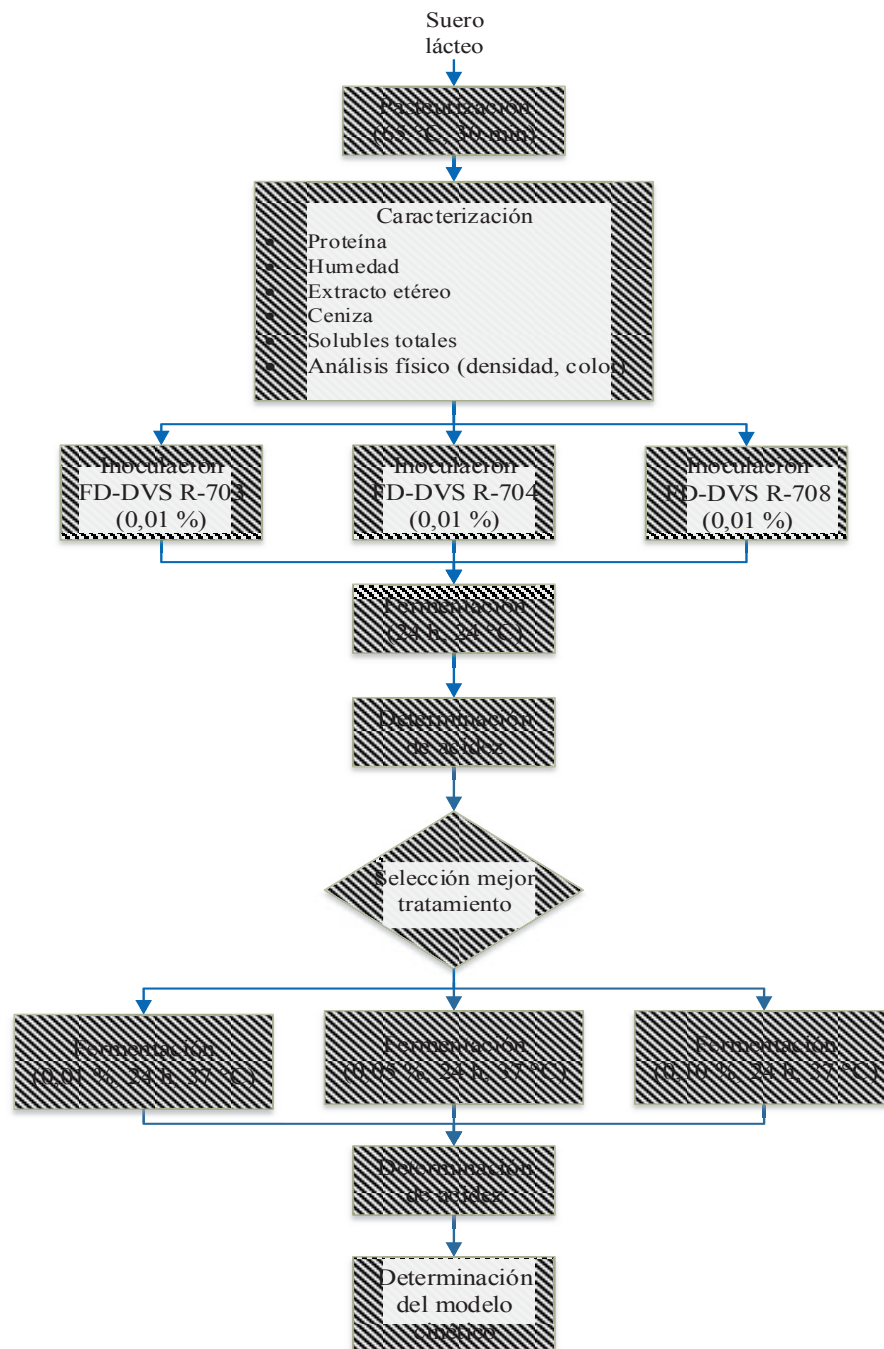 Suero
lácteo
Pasteurización
(65 °C, 30 min)
Caracterización
• Proteína
• Humedad
• Extracto etéreo
• Ceniza
• Solubles totales
• Análisis físico (densidad, color)
Inoculación
FD-DVS R-703
(0,01 %)
Inoculación
FD-DVS R-704
(0,01 %)
Inoculación
FD-DVS R-708
(0,01 %)
Fermentación
(24 h, 24 °C)
Determinación
de acidez
Selección mejor
tratamiento
Fermentación
(0,01 %, 24 h, 37 °C)
Fermentación
(0,05 %, 24 h, 37 °C)
Fermentación
(0,10 %, 24 h, 37 °C)
Determinación
de acidez
Determinación
del modelo
cinético